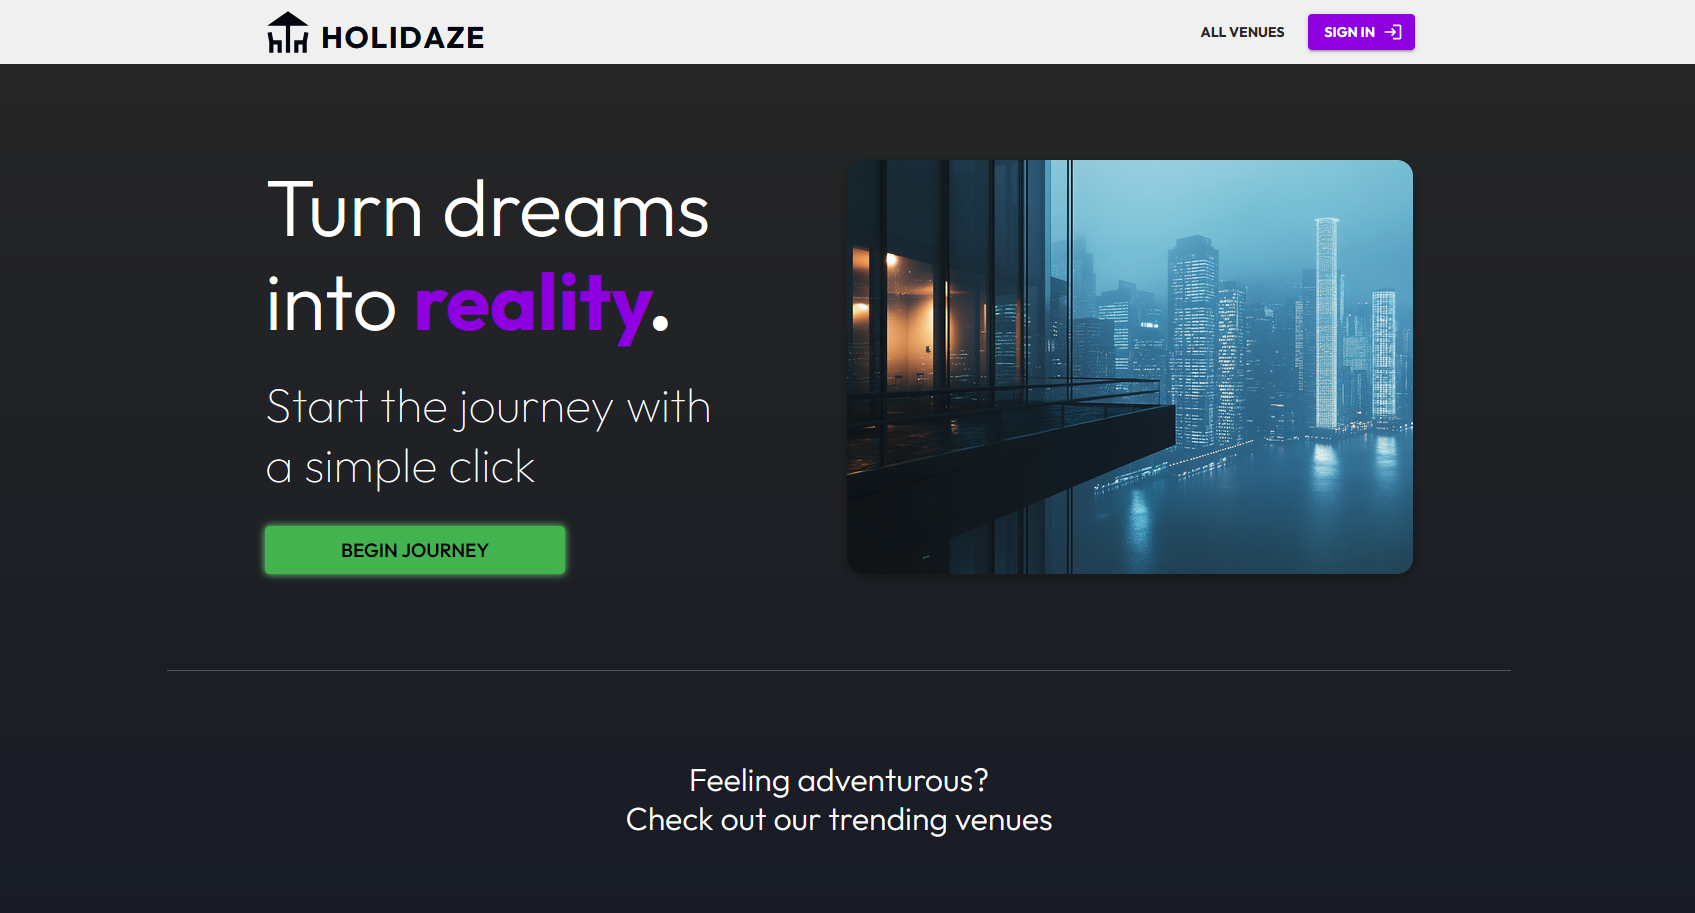 HOLIDAZE
ALL VENUES
SIGN IN
Turn dreams
into reality.
Start the journey with
a simple click
BEGIN JOURNEY
Feeling adventurous?
Check out our trending venues